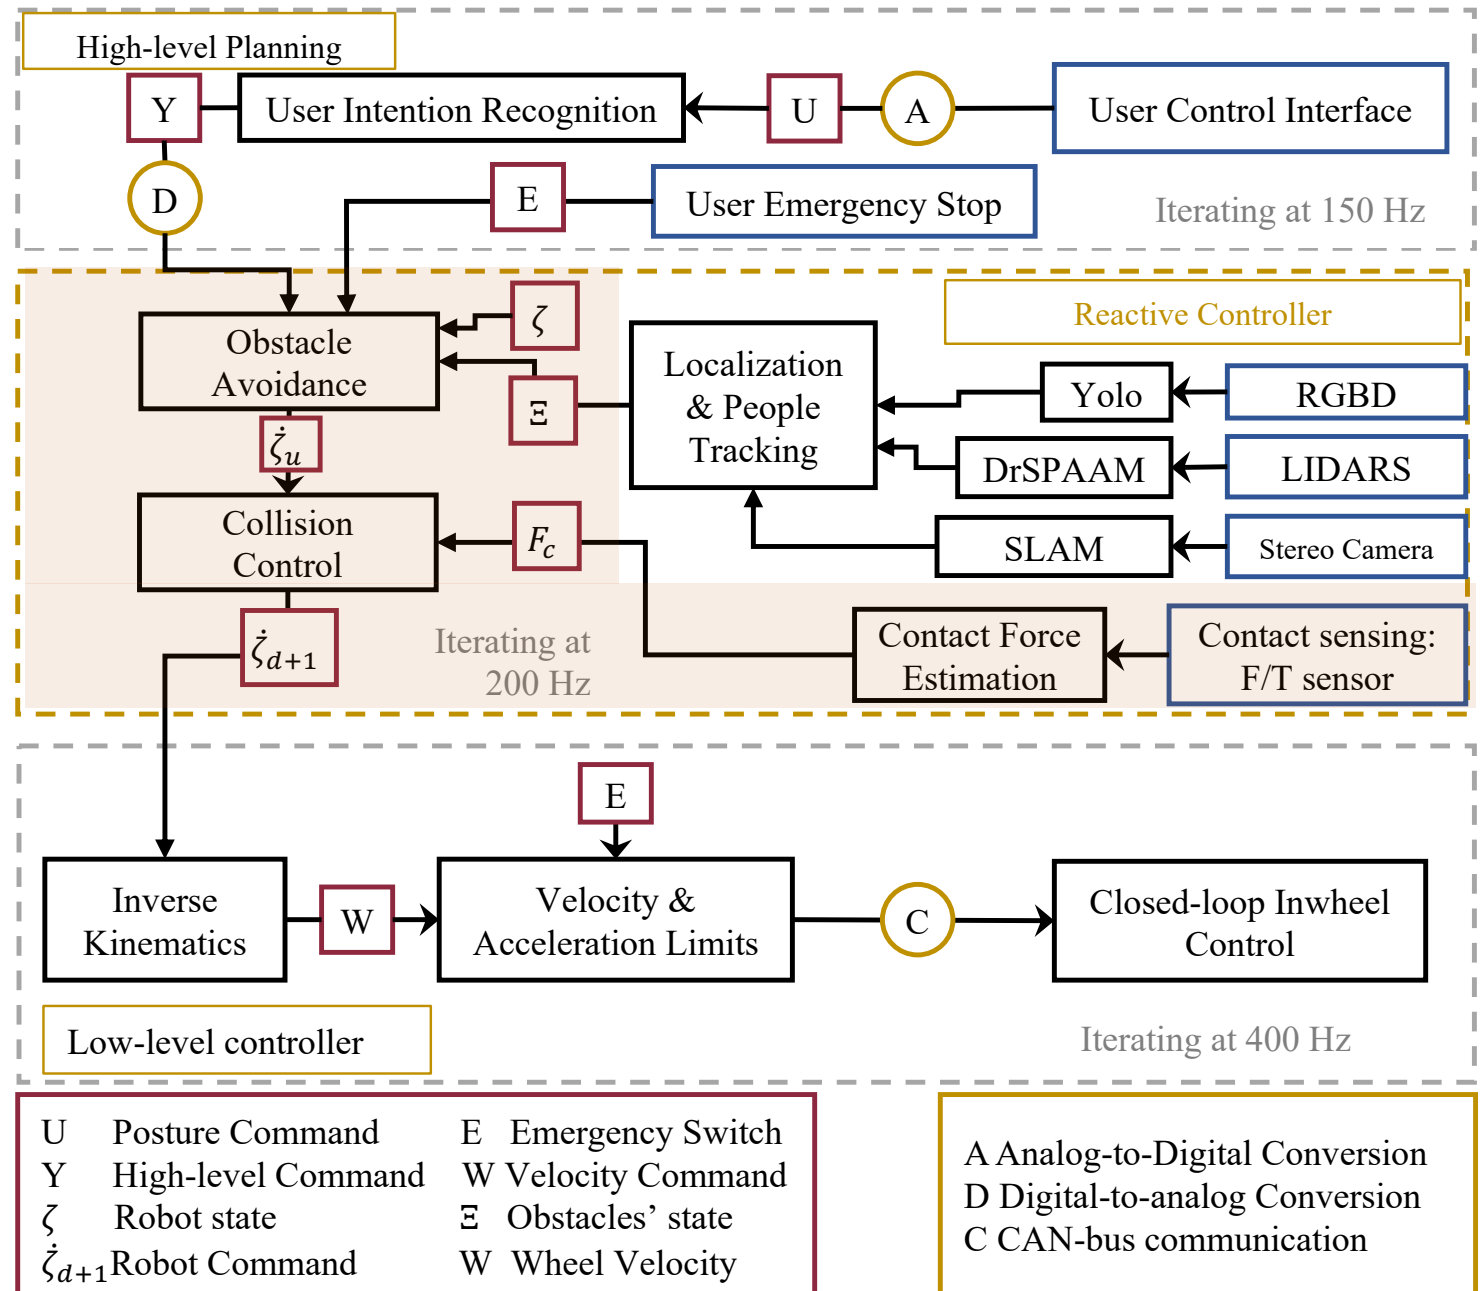 High-level Planning
Y
User Intention Recognition
U
A
User Control Interface
D
E
User Emergency Stop
Iterating at 150 Hz
Reactive Controller
ζ
Obstacle
Avoidance
Ξ
Localization
& People
Tracking
Yolo
RGBD
DrSPAAM
LIDARS
SLAM
Stereo Camera
ζ̇_u
Collision
Control
F_c
ζ̇_{d+1}
Iterating at
200 Hz
Contact Force
Estimation
Contact sensing:
F/T sensor
E
Inverse
Kinematics
W
Velocity &
Acceleration Limits
C
Closed-loop Inwheel
Control
Low-level controller
Iterating at 400 Hz
U Posture Command
Y High-level Command
ζ Robot state
ζ̇_{d+1} Robot Command
E Emergency Switch
W Velocity Command
Ξ Obstacles’ state
W Wheel Velocity
A Analog-to-Digital Conversion
D Digital-to-analog Conversion
C CAN-bus communication